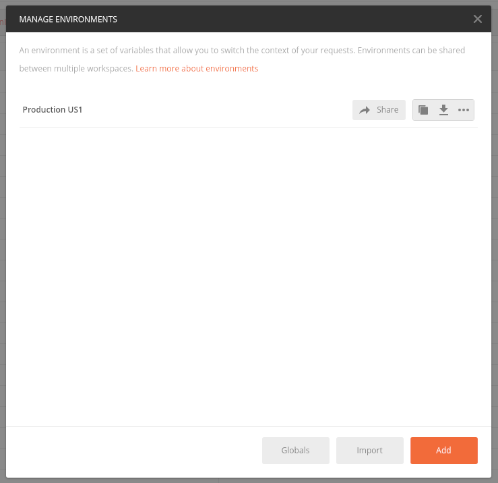 MANAGE ENVIRONMENTS
An environment is a set of variables that allow you to switch the context of your requests. Environments can be shared
between multiple workspaces. Learn more about environments
Production US1 Share
Globals Import Add